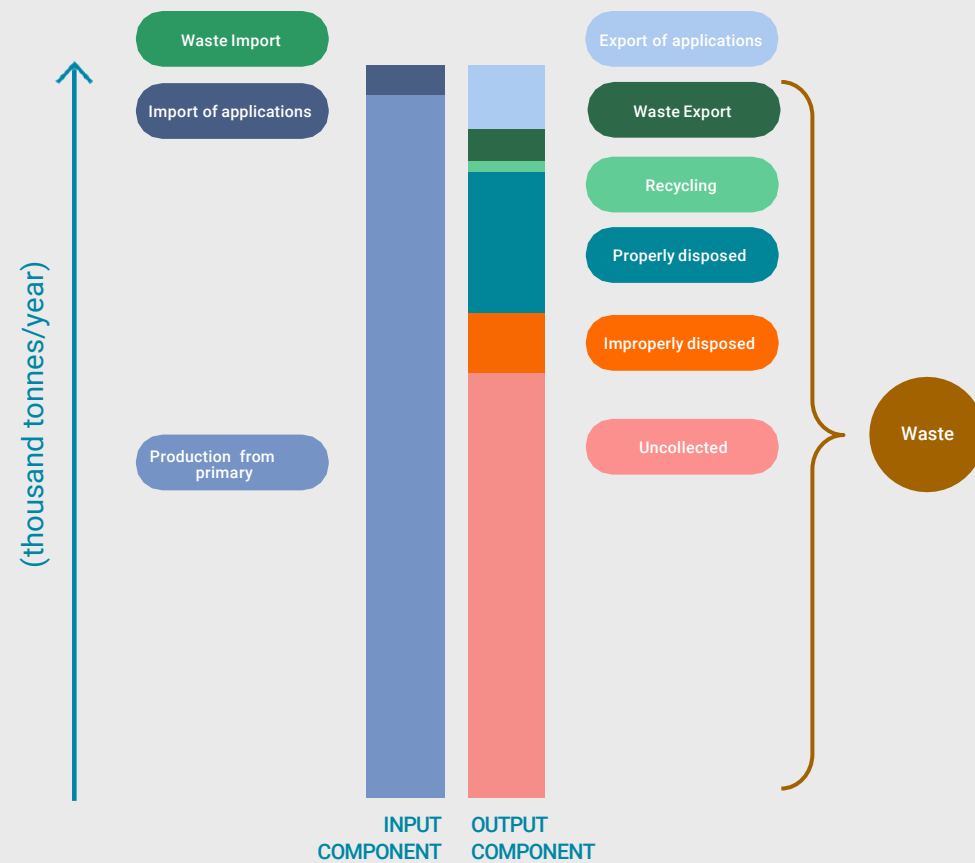 Waste Import
Import of applications
(thousand tonnes/year)
Production from
primary
Export of applications
Waste Export
Recycling
Properly disposed
Improperly disposed
Uncollected
Waste
INPUT
COMPONENT
OUTPUT
COMPONENT